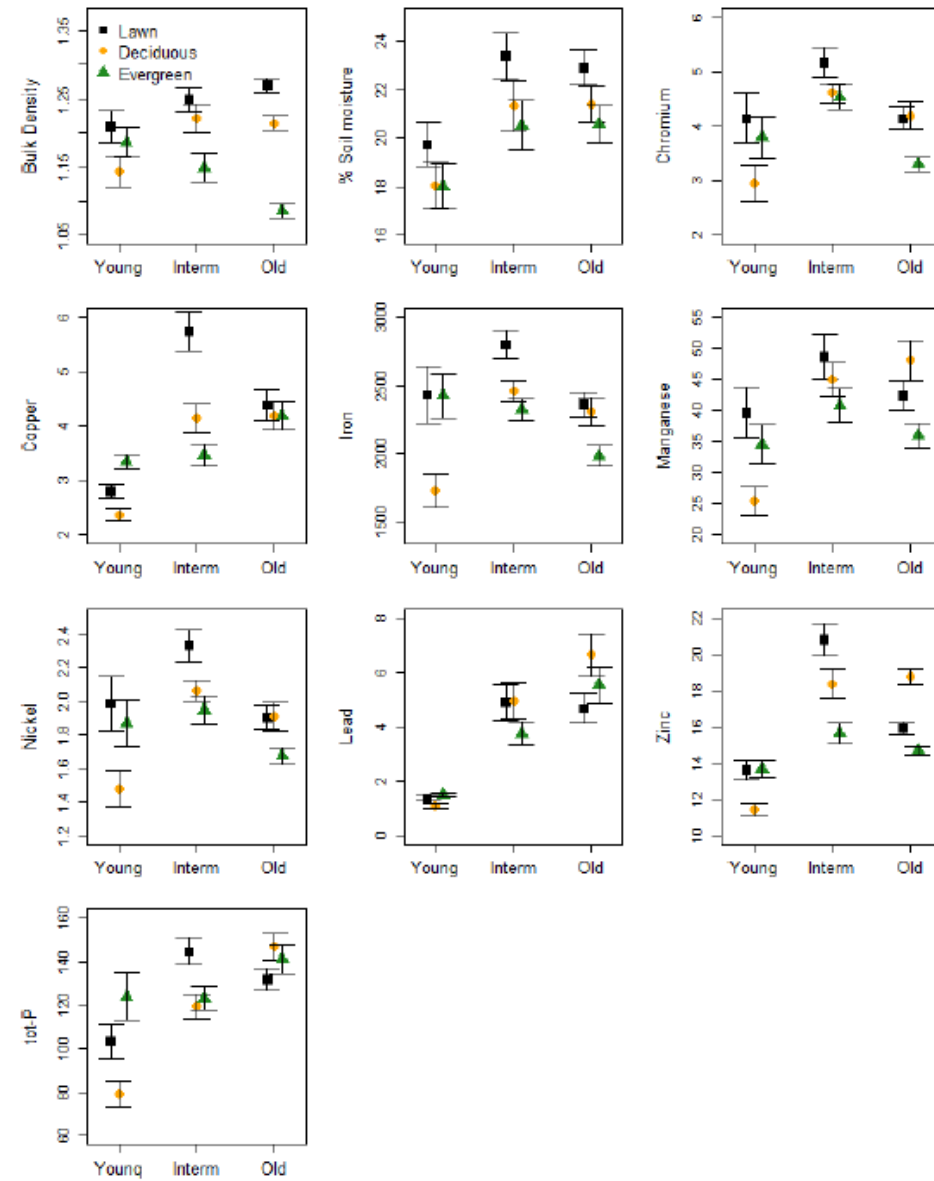 Lawn
Deciduous
Evergreen
Bulk Density
1.05 1.15 1.25 1.35
Young Interm Old
% Soil moisture
16 18 20 22 24
Young Interm Old
Chromium
2 3 4 5 6
Young Interm Old
Copper
2 3 4 5 6
Young Interm Old
Iron
1500 2000 2500 3000
Young Interm Old
Manganese
20 25 30 35 40 45 50 55
Young Interm Old
Nickel
1.2 1.4 1.6 1.8 2.0 2.2 2.4
Young Interm Old
Lead
0 2 4 6 8
Young Interm Old
Zinc
10 12 14 16 18 20 22
Young Interm Old
tot-P
60 80 100 120 140 160
Young Interm Old